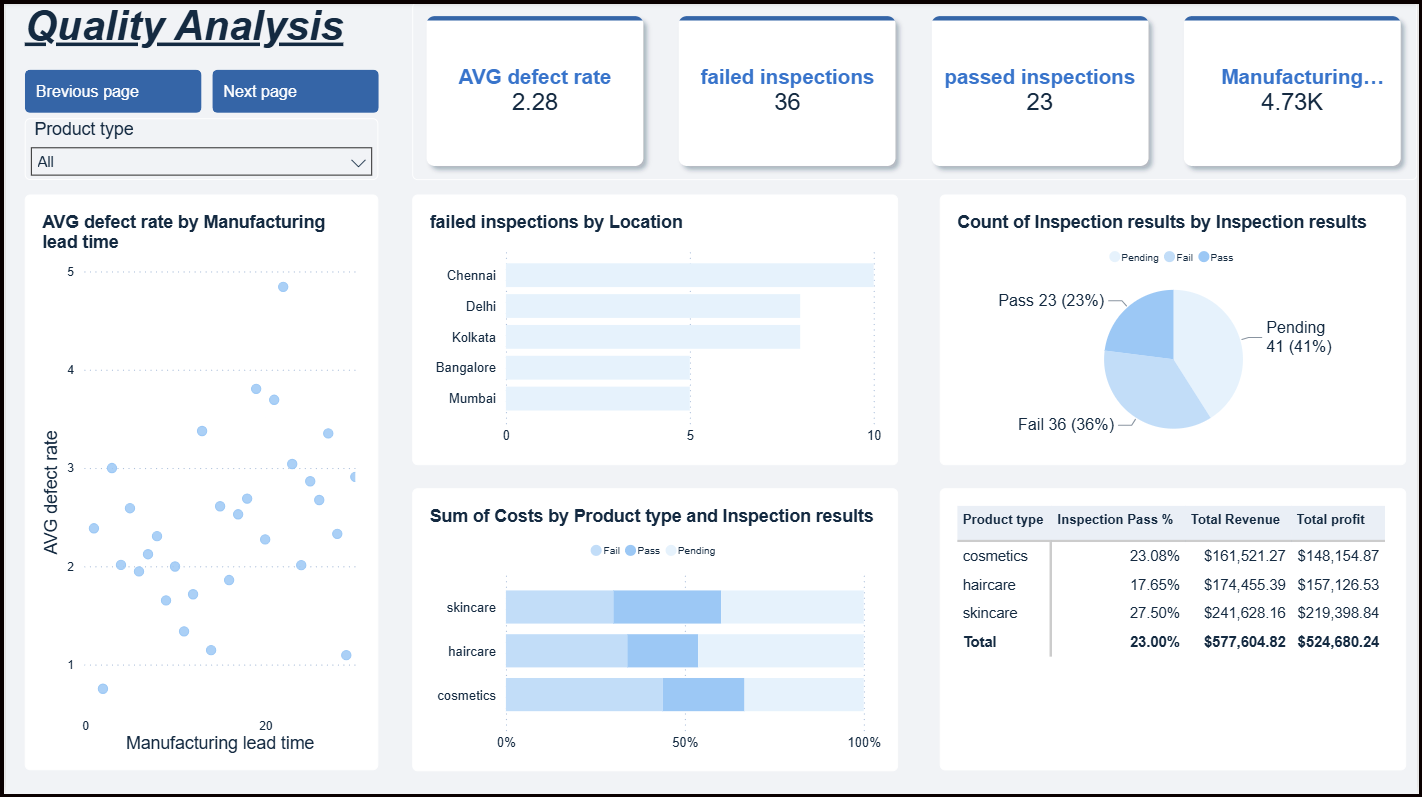 Quality Analysis
Brevious page
Next page
Product type
All
AVG defect rate
2.28
failed inspections
36
passed inspections
23
Manufacturing…
4.73K
AVG defect rate by Manufacturing
lead time
5
4
3
2
1
AVG defect rate
0 20
Manufacturing lead time
failed inspections by Location
Chennai
Delhi
Kolkata
Bangalore
Mumbai
0 5 10
Count of Inspection results by Inspection results
Pending Fail Pass
Pass 23 (23%)
Pending
41 (41%)
Fail 36 (36%)
Sum of Costs by Product type and Inspection results
Fail Pass Pending
skincare
haircare
cosmetics
0% 50% 100%
Product type Inspection Pass % Total Revenue Total profit
cosmetics 23.08% $161,521.27 $148,154.87
haircare 17.65% $174,455.39 $157,126.53
skincare 27.50% $241,628.16 $219,398.84
Total 23.00% $577,604.82 $524,680.24